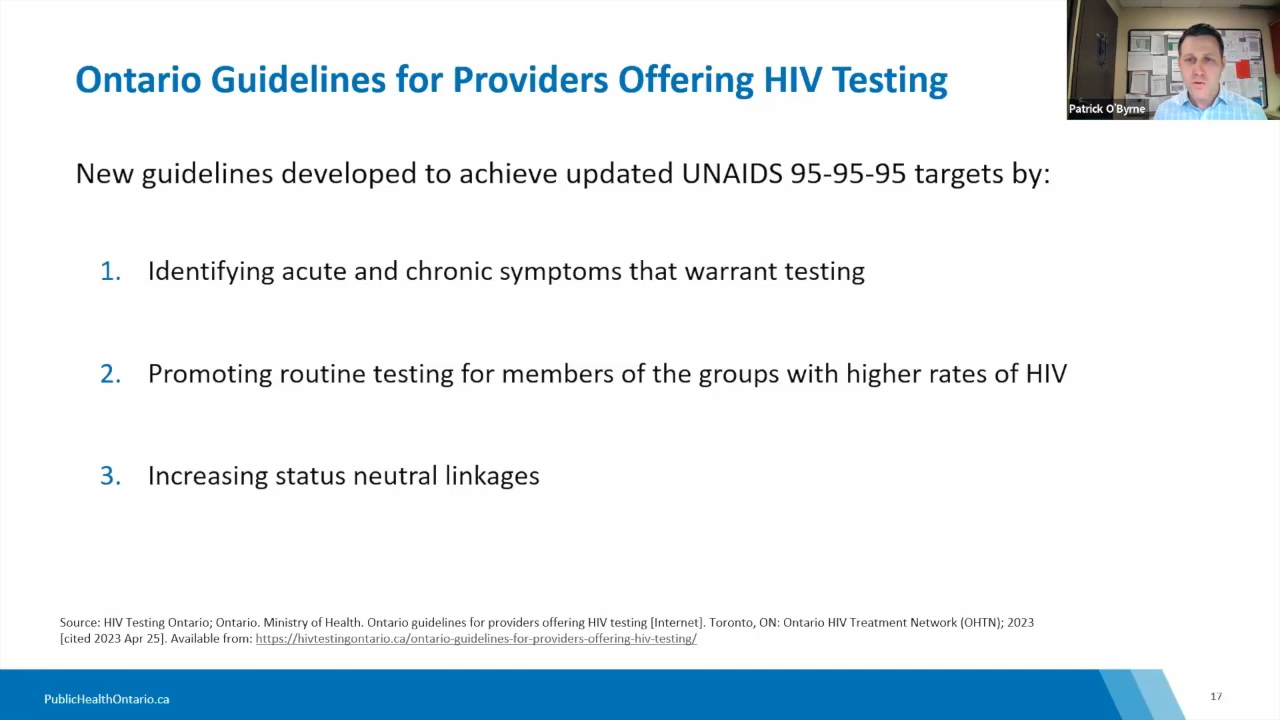 Ontario Guidelines for Providers Offering HIV Testing
Patrick O'Byrne
New guidelines developed to achieve updated UNAIDS 95-95-95 targets by:
1. Identifying acute and chronic symptoms that warrant testing
2. Promoting routine testing for members of the groups with higher rates of HIV
3. Increasing status neutral linkages
Source: HIV Testing Ontario; Ontario. Ministry of Health. Ontario guidelines for providers offering HIV testing [Internet]. Toronto, ON: Ontario HIV Treatment Network (OHTN); 2023
[cited 2023 Apr 25]. Available from: https://hivtestingontario.ca/ontario-guidelines-for-providers-offering-hiv-testing/
PublicHealthOntario.ca
17